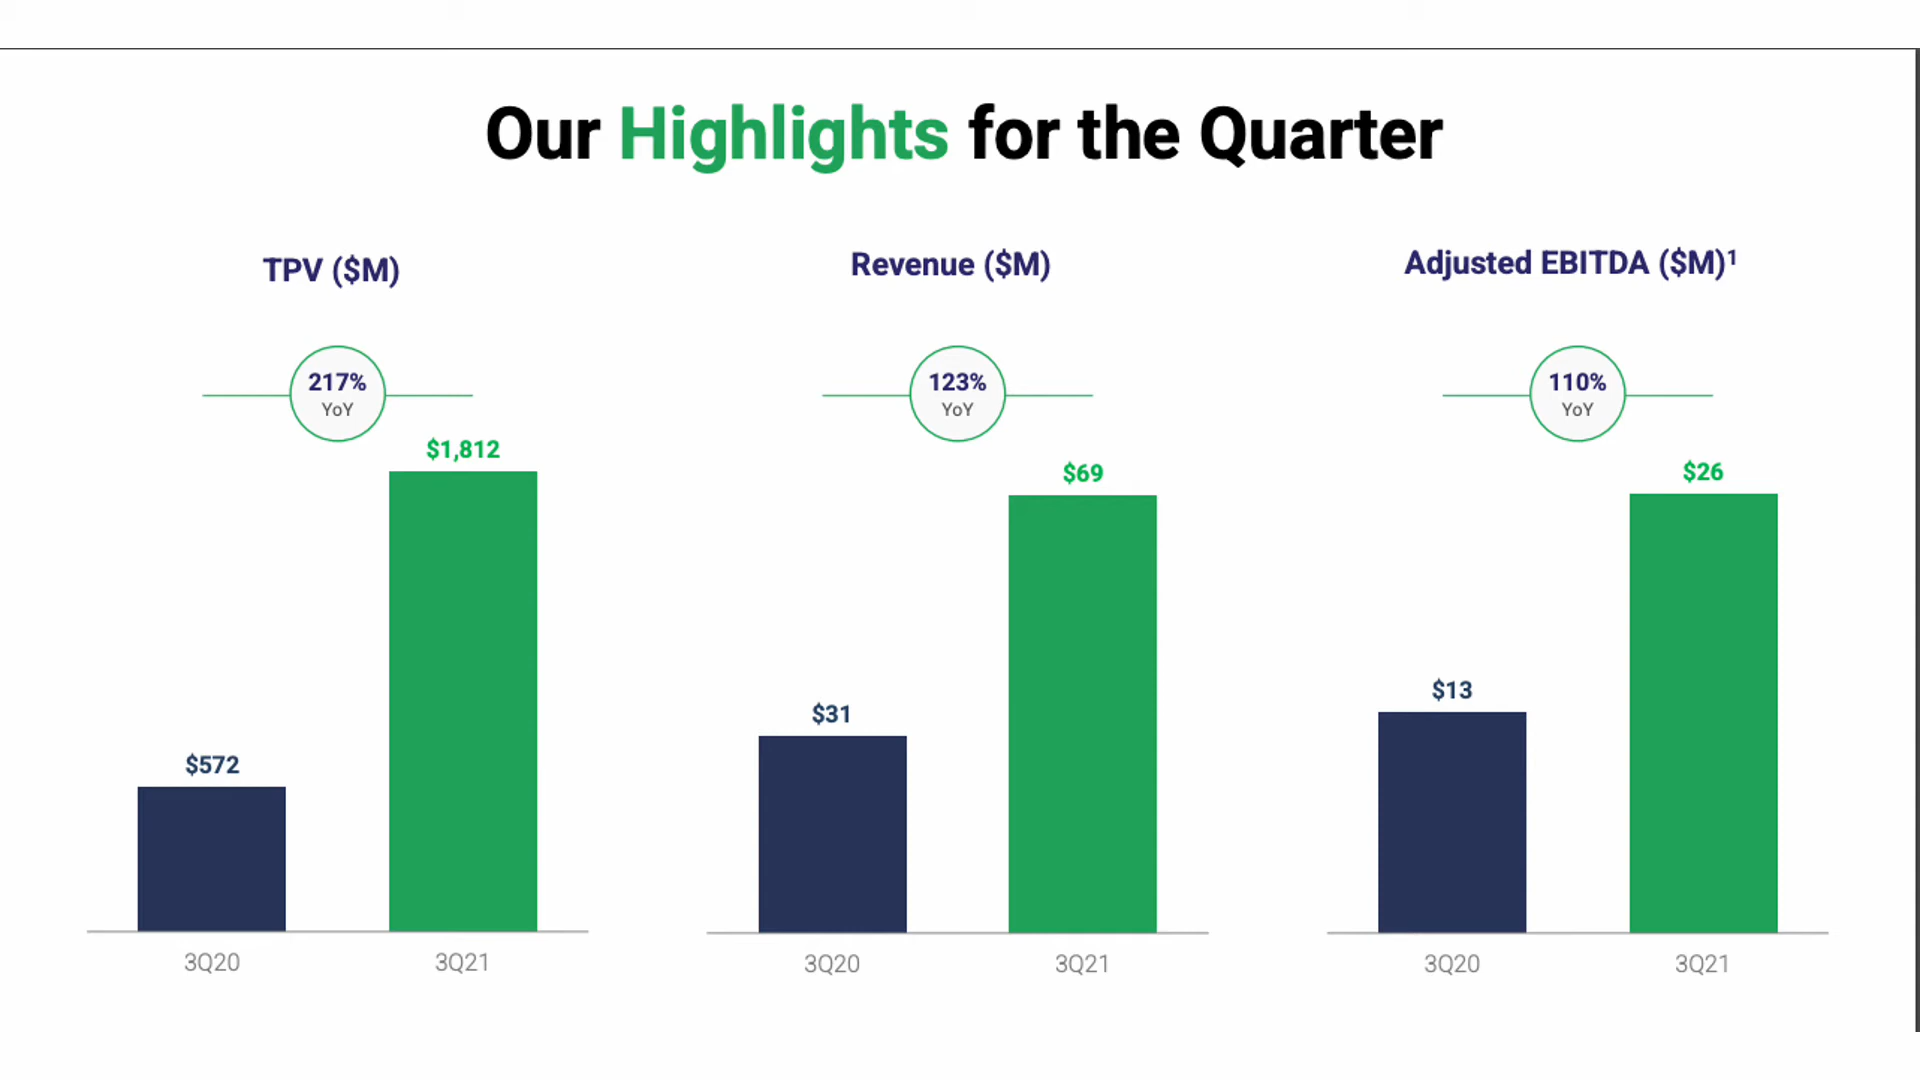 Our Highlights for the Quarter
TPV ($M)
217%
YoY
$1,812
$572
3Q20
3Q21
Revenue ($M)
123%
YoY
$69
$31
3Q20
3Q21
Adjusted EBITDA ($M)¹
110%
YoY
$26
$13
3Q20
3Q21